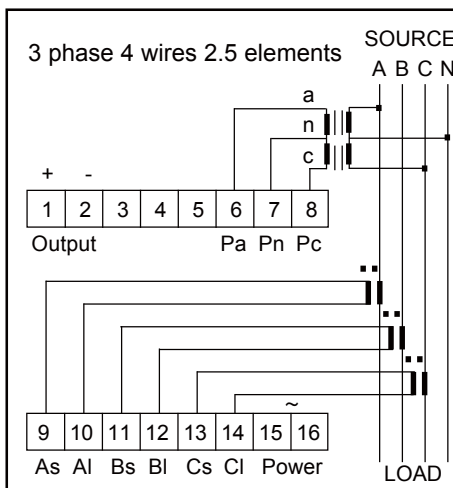 3 phase 4 wires 2.5 elements
SOURCE
A B C N
a
n
c
+ -
1 2 3 4 5 6 7 8
Output Pa Pn Pc
~
9 10 11 12 13 14 15 16
As Al Bs Bl Cs Cl Power
LOAD